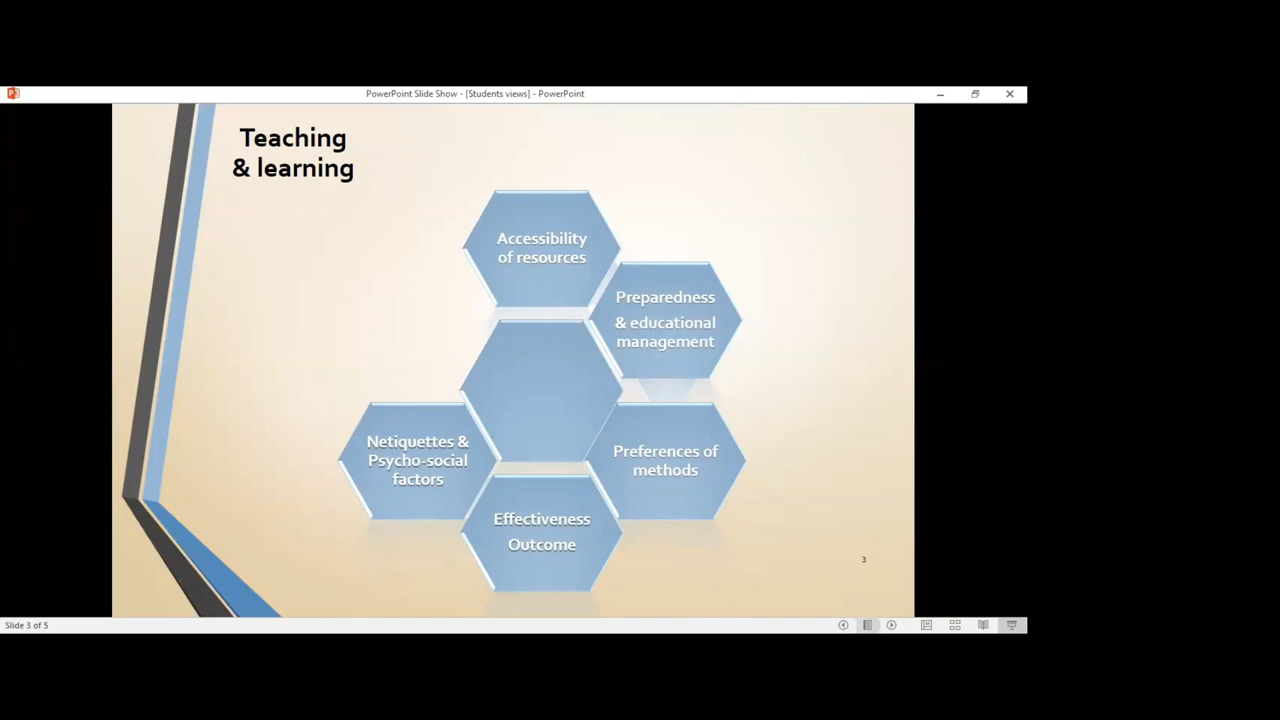 PowerPoint Slide Show - [Students views] - PowerPoint
Teaching
& learning
Accessibility
of resources
Preparedness
& educational
management
Netiquettes &
Psycho-social
factors
Preferences of
methods
Effectiveness
Outcome
3
Slide 3 of 5